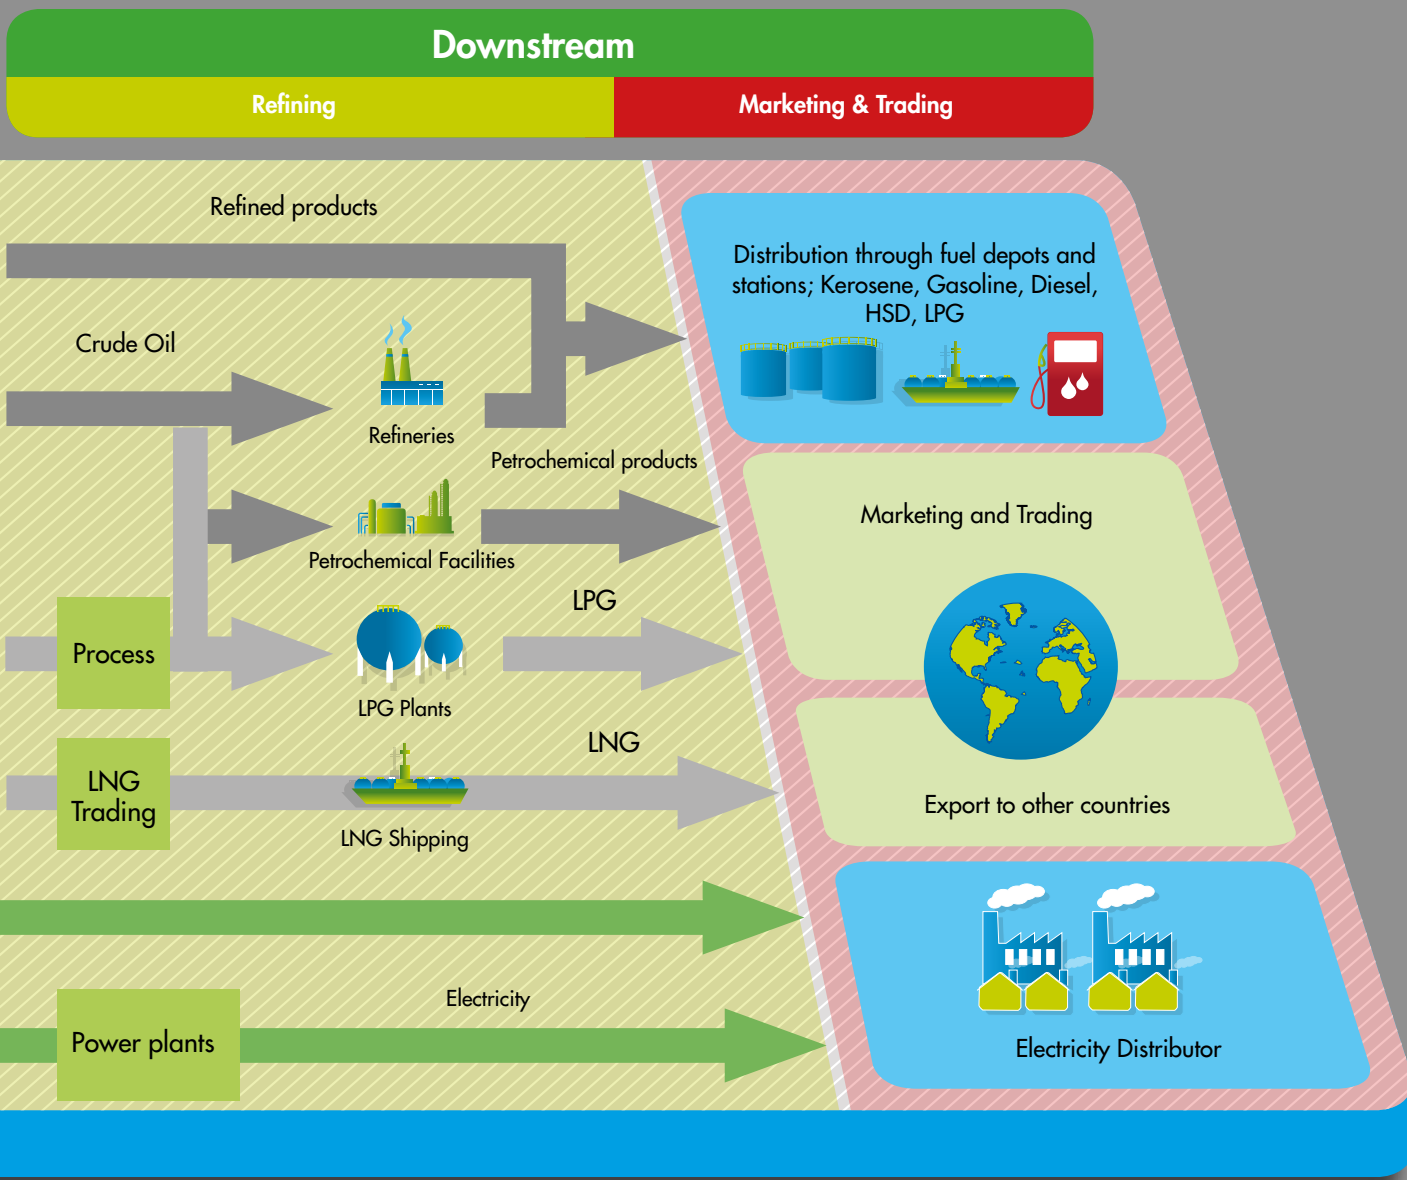 Downstream
Refining
Marketing & Trading
Refined products
Distribution through fuel depots and
stations; Kerosene, Gasoline, Diesel,
HSD, LPG
Crude Oil
Refineries
Petrochemical products
Marketing and Trading
Petrochemical Facilities
LPG
Process
LPG Plants
LNG
LNG
Trading
Export to other countries
LNG Shipping
Electricity
Power plants
Electricity Distributor